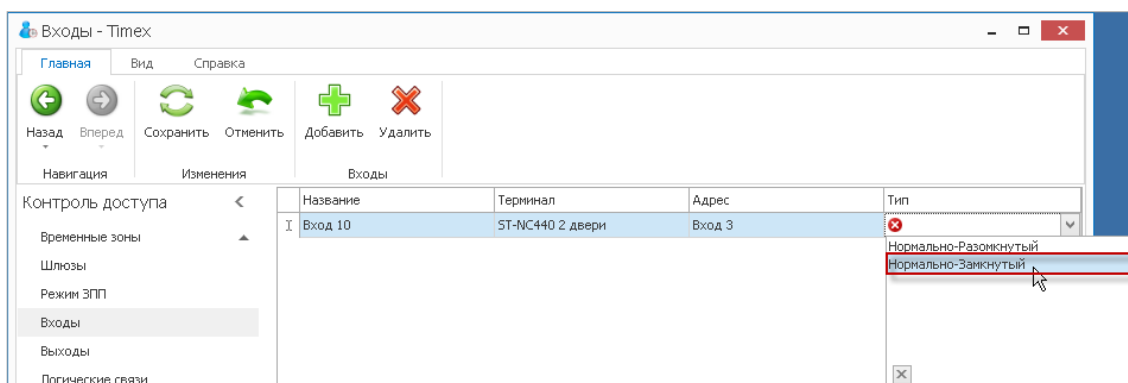 Входы - Timex
Главная Вид Справка
Назад Вперед Сохранить Отменить Добавить Удалить
Навигация Изменения Входы
Контроль доступа
Название Терминал Адрес Тип
Вход 10 ST-NC440 2 двери Вход 3
Нормально-Разомкнутый
Нормально-Замкнутый
Временные зоны
Шлюзы
Режим ЗПП
Входы
Выходы
Логические связи